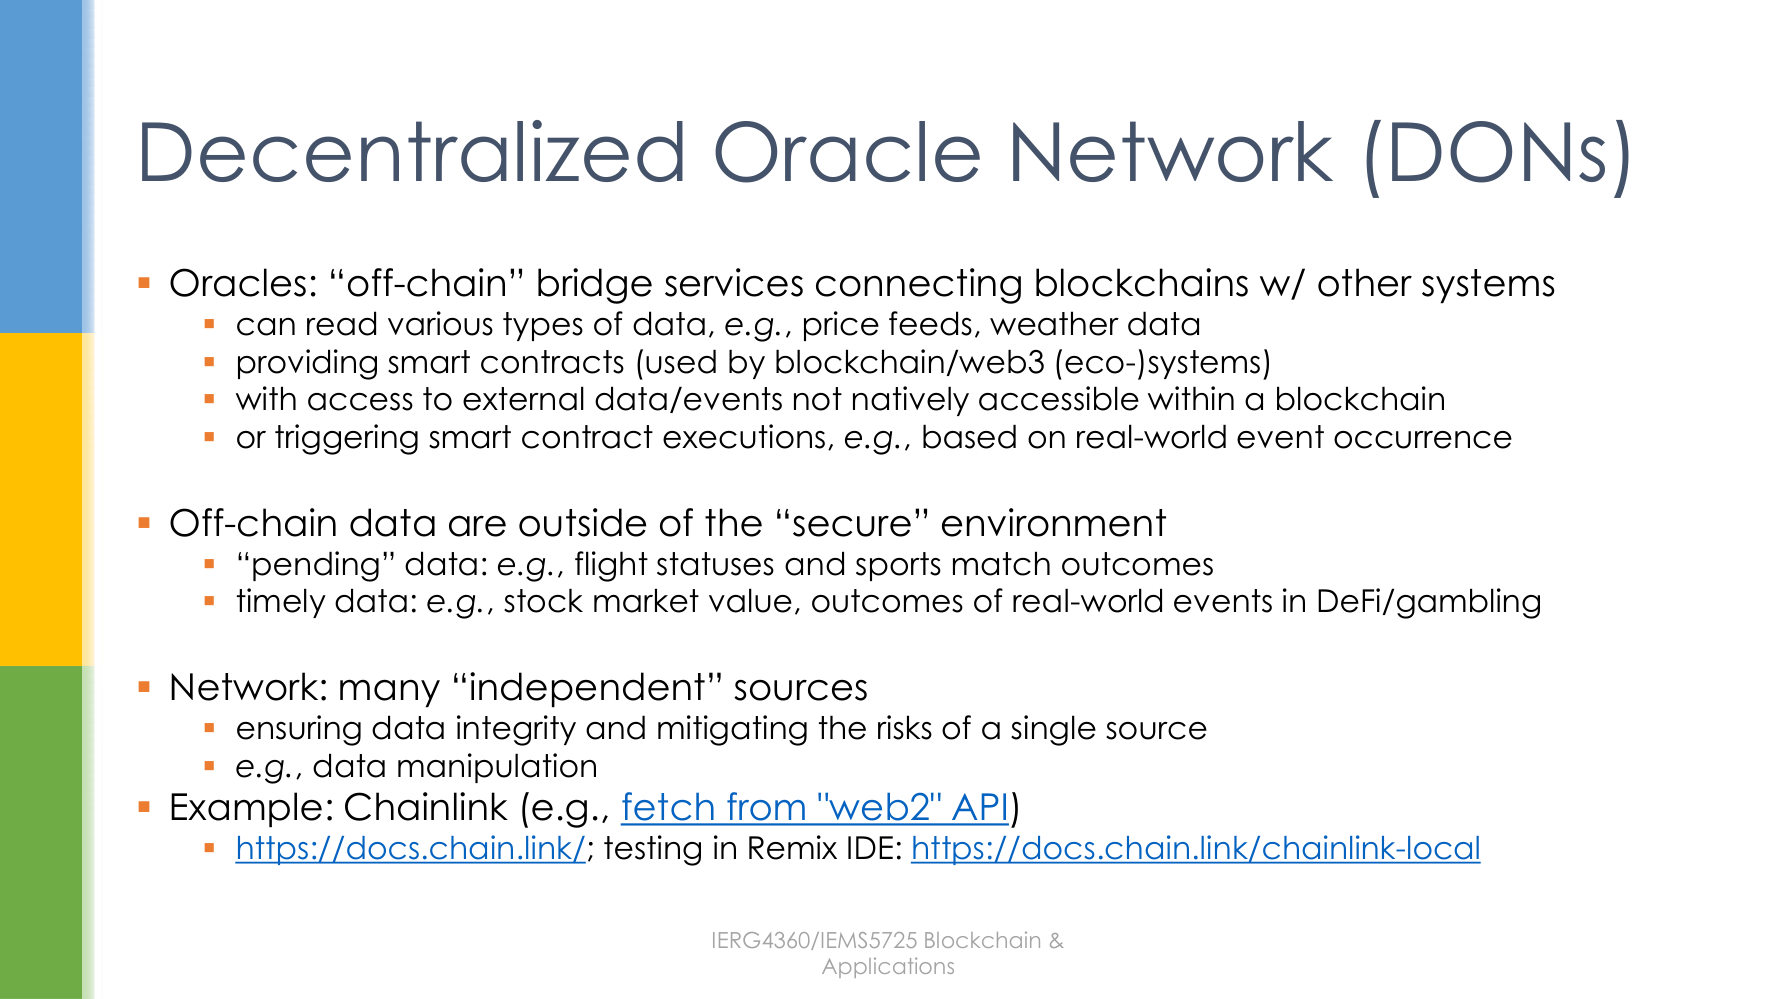 Decentralized Oracle Network (DONs)
Oracles: “off-chain” bridge services connecting blockchains w/ other systems
can read various types of data, e.g., price feeds, weather data
providing smart contracts (used by blockchain/web3 (eco-)systems)
with access to external data/events not natively accessible within a blockchain
or triggering smart contract executions, e.g., based on real-world event occurrence
Off-chain data are outside of the “secure” environment
“pending” data: e.g., flight statuses and sports match outcomes
timely data: e.g., stock market value, outcomes of real-world events in DeFi/gambling
Network: many “independent” sources
ensuring data integrity and mitigating the risks of a single source
e.g., data manipulation
Example: Chainlink (e.g., fetch from "web2" API)
https://docs.chain.link/; testing in Remix IDE: https://docs.chain.link/chainlink-local
IERG4360/IEMS5725 Blockchain &
Applications